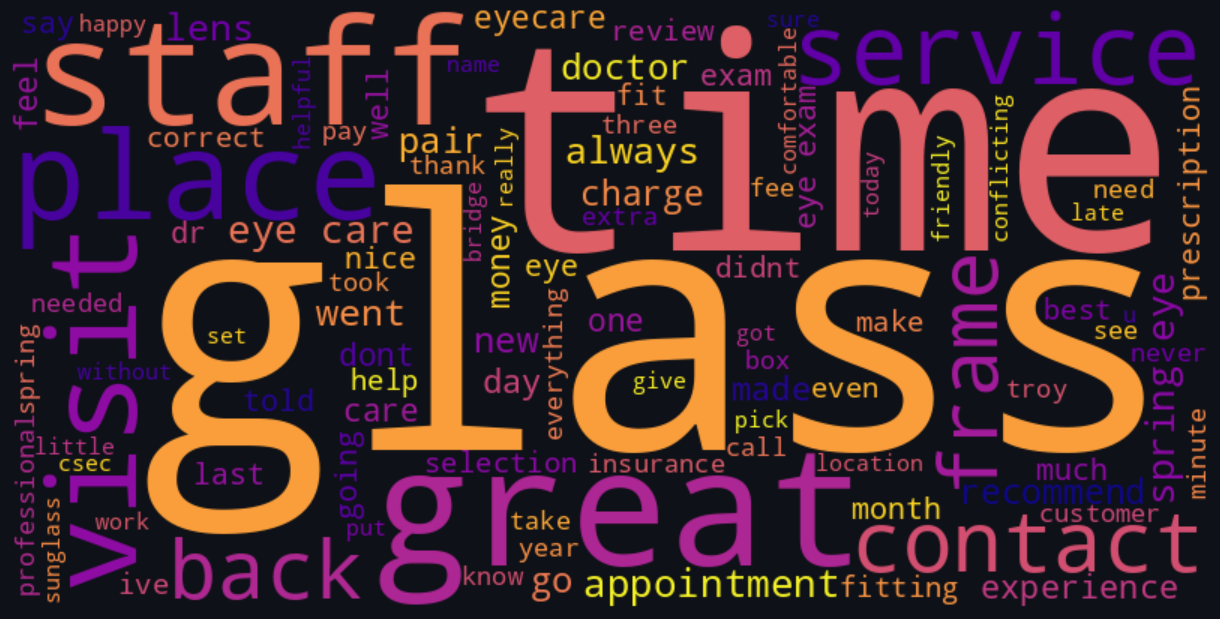 say
happy
lens
eyecare
review
sure
service
staff
feel
helpful
name
doctor
exam
comfortable
time
fit
well
correct
pay
pair
thank
really
three
always
eye exam
today
friendly
conflicting
prescription
place
charge
fee
need
late
extra
bridge
dr
eye care
money
visit
nice
took
eye
didnt
glass
needed
went
everything
one
new
frame
make
best
u
see
spring eye
set
dont
got
never
without
help
day
box
give
made
even
troy
told
care
pick
professional
spring
little
csec
last
going
call
selection
insurance
location
much
minute
recommend
great
work
put
take
month
customer
sunglass
year
contact
back
ive
know
go
appointment
fitting
experience